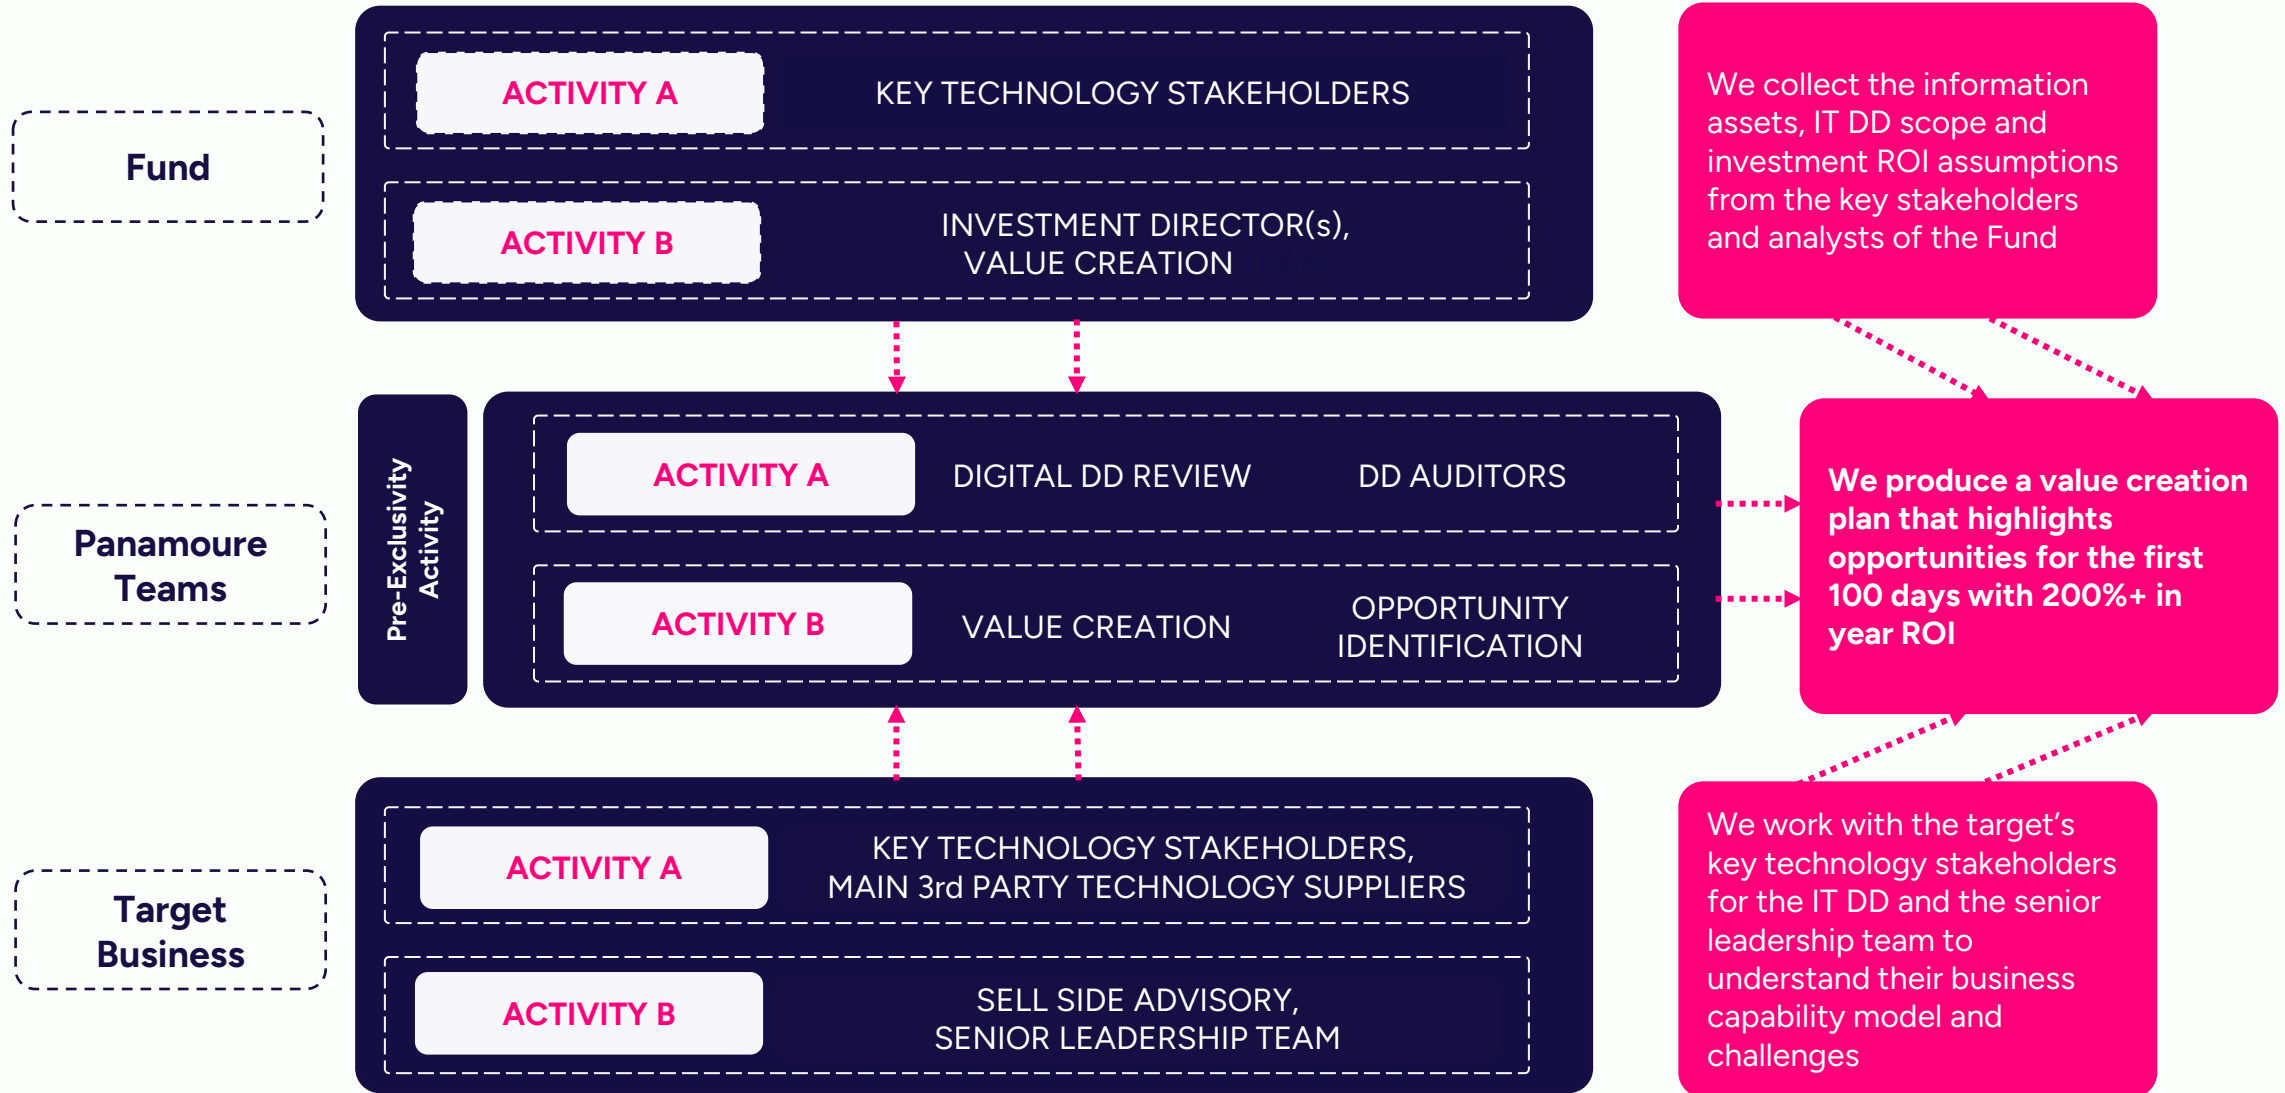 Fund
ACTIVITY A
KEY TECHNOLOGY STAKEHOLDERS
ACTIVITY B
INVESTMENT DIRECTOR(s),
VALUE CREATION
We collect the information
assets, IT DD scope and
investment ROI assumptions
from the key stakeholders
and analysts of the Fund
Panamoure
Teams
Pre-Exclusivity
Activity
ACTIVITY A
DIGITAL DD REVIEW
DD AUDITORS
ACTIVITY B
VALUE CREATION
OPPORTUNITY
IDENTIFICATION
We produce a value creation
plan that highlights
opportunities for the first
100 days with 200%+ in
year ROI
Target
Business
ACTIVITY A
KEY TECHNOLOGY STAKEHOLDERS,
MAIN 3rd PARTY TECHNOLOGY SUPPLIERS
ACTIVITY B
SELL SIDE ADVISORY,
SENIOR LEADERSHIP TEAM
We work with the target’s
key technology stakeholders
for the IT DD and the senior
leadership team to
understand their business
capability model and
challenges